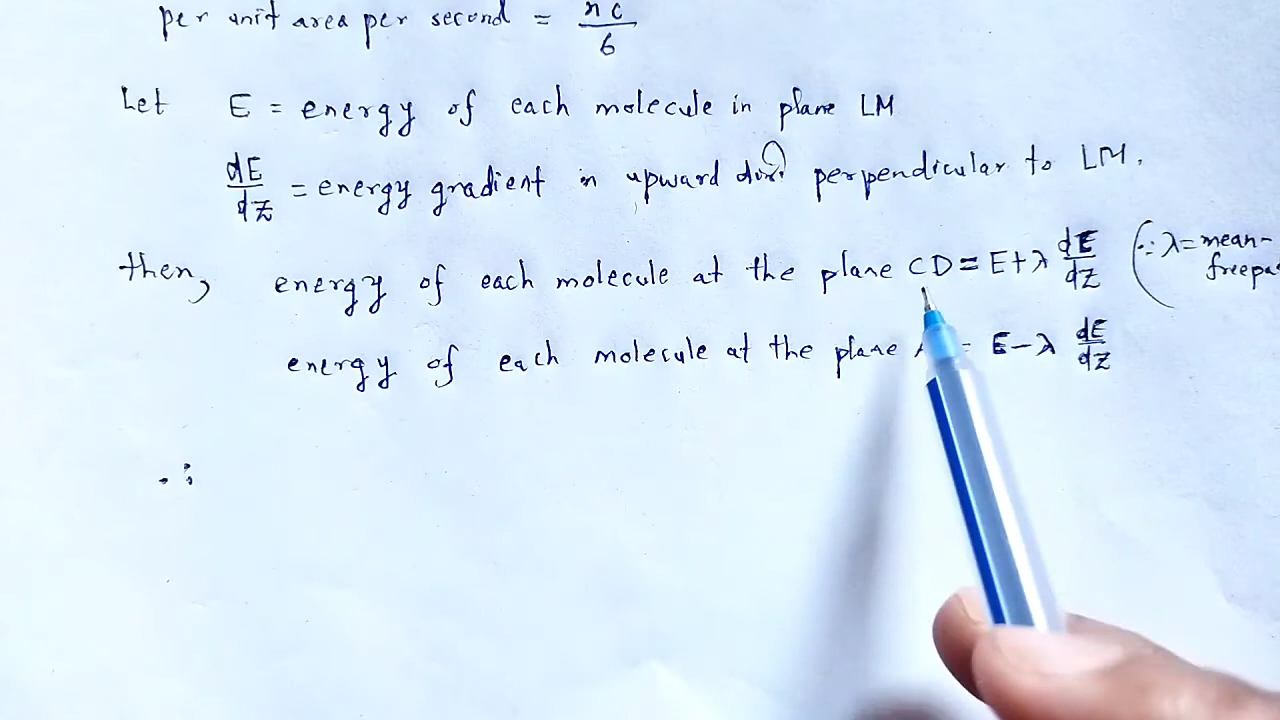 per unit area per second = nc/6
Let E = energy of each molecule in plane LM
dE/dz = energy gradient in upward dirⁿ perpendicular to LM.
then, energy of each molecule at the plane CD = E+λ dE/dz (∵ λ = mean-
freepa
energy of each molecule at the plane = E-λ dE/dz
∴